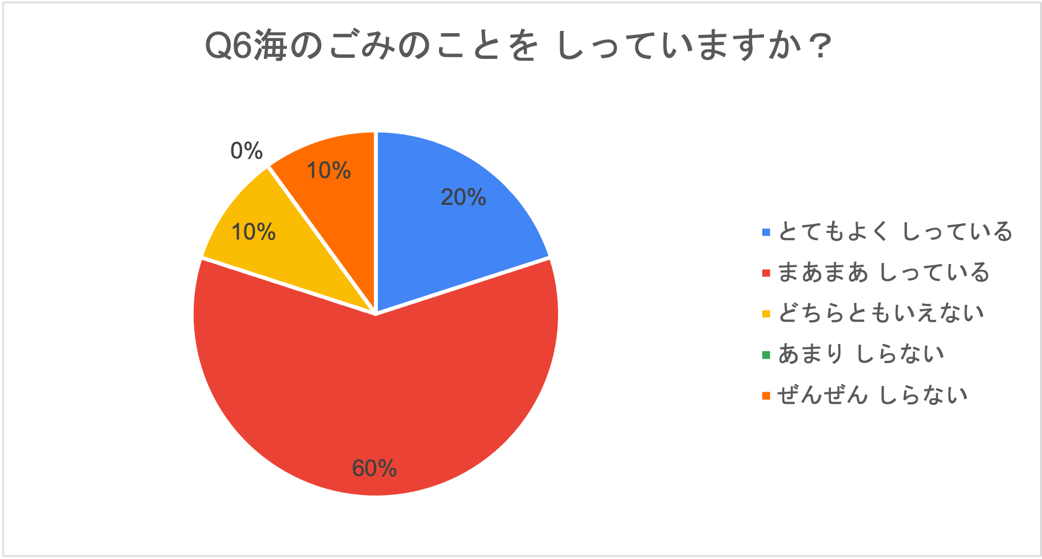 Q6海のごみのことを しっていますか？
0%
10%
20%
10%
60%
とてもよく しっている
まあまあ しっている
どちらともいえない
あまり しらない
ぜんぜん しらない